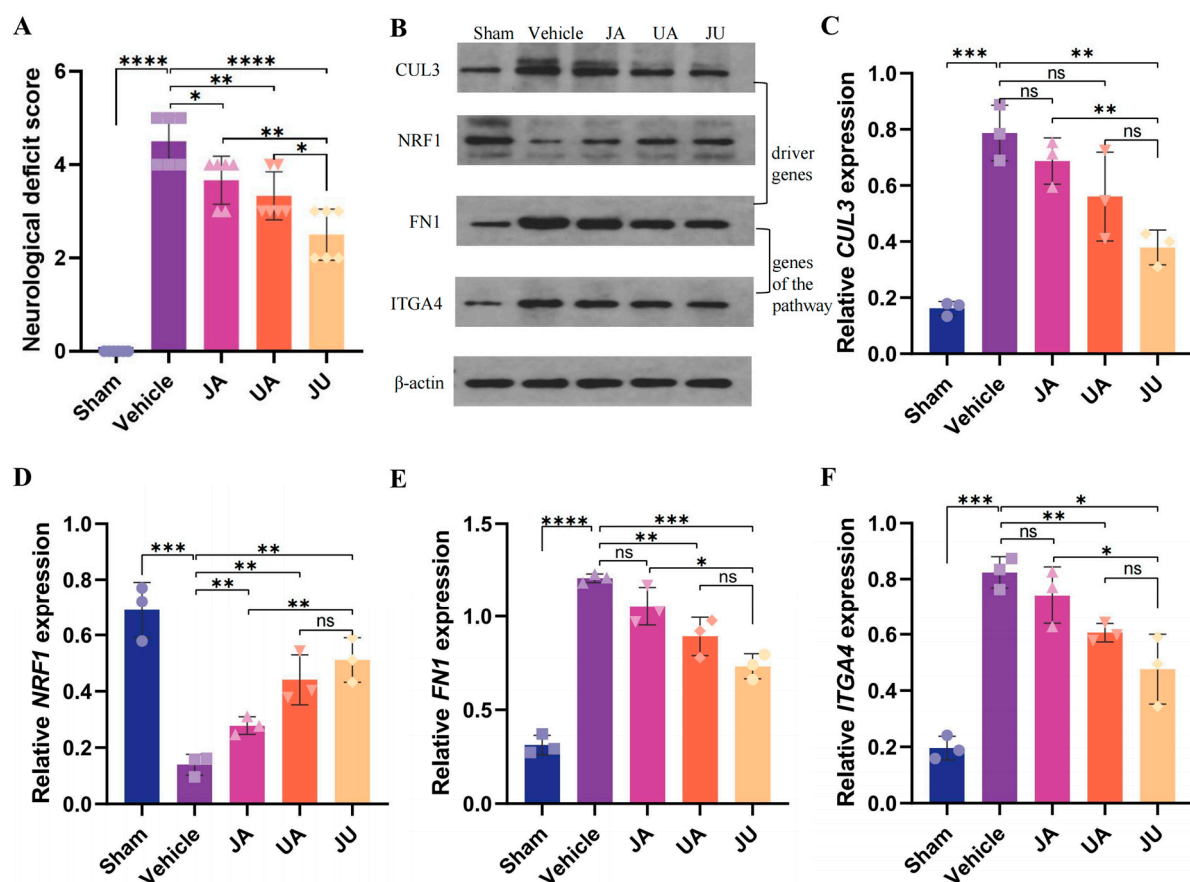 A
Neurological deficit score
6
4
2
0
****
****
**
*
**
*
Sham
Vehicle
JA
UA
JU
B
Sham Vehicle JA UA JU
CUL3
NRF1
FN1
ITGA4
β-actin
driver
genes
genes
of the
pathway
C
Relative CUL3 expression
1.0
0.8
0.6
0.4
0.2
0.0
***
**
ns
ns
**
ns
Sham
Vehicle
JA
UA
JU
D
Relative NRF1 expression
1.0
0.8
0.6
0.4
0.2
0.0
***
**
**
**
**
ns
Sham
Vehicle
JA
UA
JU
E
Relative FN1 expression
1.5
1.0
0.5
0.0
****
***
**
ns
*
ns
Sham
Vehicle
JA
UA
JU
F
Relative ITGA4 expression
1.0
0.8
0.6
0.4
0.2
0.0
***
*
**
ns
*
ns
Sham
Vehicle
JA
UA
JU